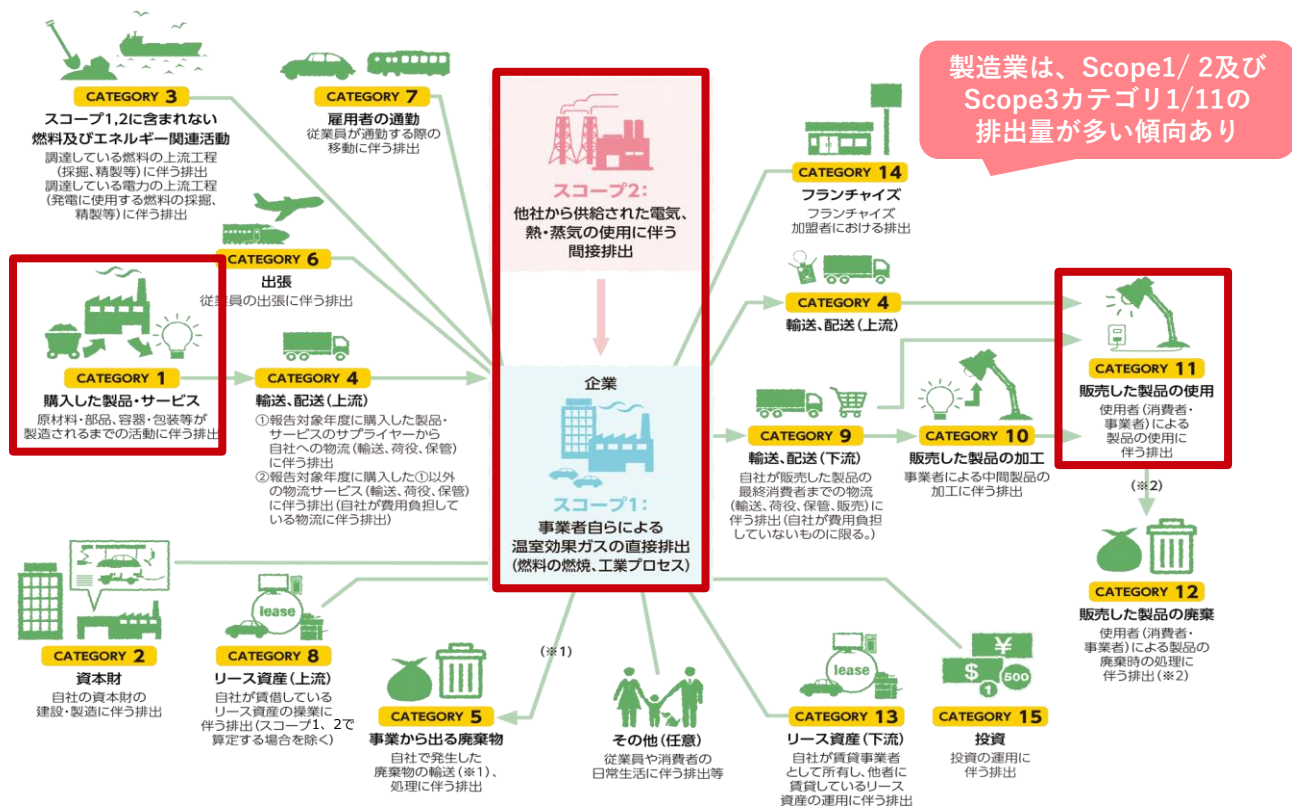 製造業は、Scope1/ 2及び
Scope3カテゴリ1/11の
排出量が多い傾向あり
CATEGORY 3
スコープ1,2に含まれない
燃料及びエネルギー関連活動
調達している燃料の上流工程
(採掘、精製等)に伴う排出
調達している電力の上流工程
(発電に使用する燃料の採掘、
精製等)に伴う排出
CATEGORY 7
雇用者の通勤
従業員が通勤する際の
移動に伴う排出
スコープ2:
他社から供給された電気、
熱・蒸気の使用に伴う
間接排出
CATEGORY 14
フランチャイズ
フランチャイズ
加盟者における排出
CATEGORY 6
出張
従業員の出張に伴う排出
CATEGORY 4
輸送、配送(上流)
CATEGORY 1
購入した製品・サービス
原材料・部品、容器・包装等が
製造されるまでの活動に伴う排出
CATEGORY 4
輸送、配送(上流)
①報告対象年度に購入した製品・
サービスのサプライヤーから
自社への物流(輸送、荷役、保管)
に伴う排出
②報告対象年度に購入した①以外
の物流サービス(輸送、荷役、保管)
に伴う排出(自社が費用負担して
いる物流に伴う排出)
企業
スコープ1:
事業者自らによる
温室効果ガスの直接排出
(燃料の燃焼、工業プロセス)
CATEGORY 9
輸送、配送(下流)
自社が販売した製品の
最終消費者までの物流
(輸送、荷役、保管、販売)に
伴う排出(自社が費用負担
していないものに限る。)
CATEGORY 10
販売した製品の加工
事業者による中間製品の
加工に伴う排出
CATEGORY 11
販売した製品の使用
使用者(消費者・
事業者)による
製品の使用に
伴う排出
(※2)
CATEGORY 12
販売した製品の廃棄
使用者(消費者・
事業者)による製品の
廃棄時の処理に
伴う排出(※2)
CATEGORY 2
資本財
自社の資本財の
建設・製造に伴う排出
lease
CATEGORY 8
リース資産(上流)
自社が賃借している
リース資産の操業に
伴う排出(スコープ1、2で
算定する場合を除く)
(※1)
CATEGORY 5
事業から出る廃棄物
自社で発生した
廃棄物の輸送(※1)、
処理に伴う排出
その他(任意)
従業員や消費者の
日常生活に伴う排出等
lease
CATEGORY 13
リース資産(下流)
自社が賃貸事業者
として所有し、他者に
賃貸しているリース
資産の運用に伴う排出
¥
$
1
500
CATEGORY 15
投資
投資の運用に
伴う排出